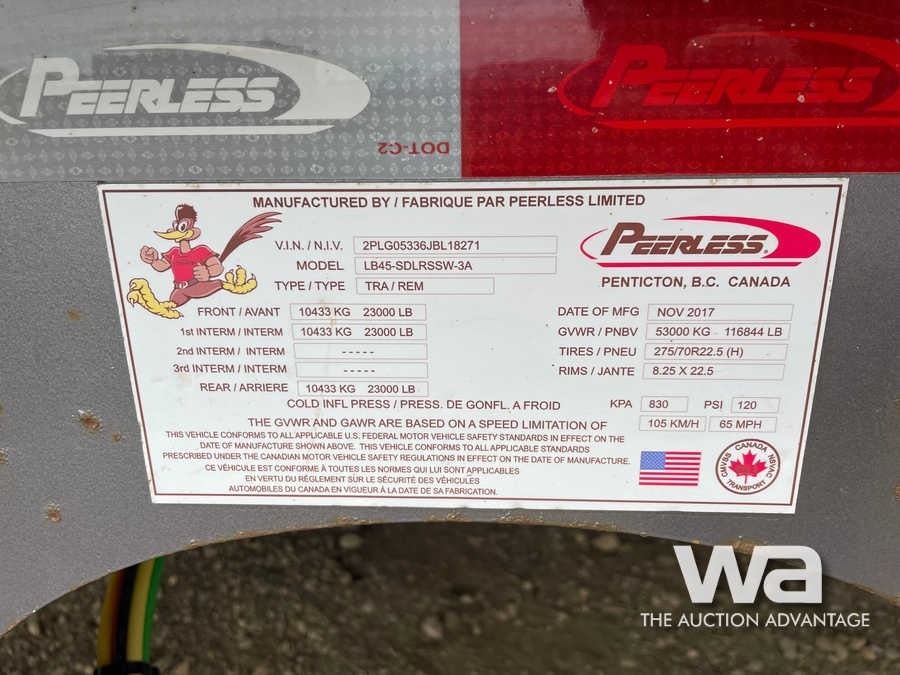 PEERLESS
PEERLESS
DOT-C2
MANUFACTURED BY / FABRIQUE PAR PEERLESS LIMITED
V.I.N. / N.I.V. 2PLG05336JBL18271
MODEL LB45-SDLRSSW-3A
TYPE / TYPE TRA / REM
PEERLESS
PENTICTON, B.C. CANADA
FRONT / AVANT 10433 KG 23000 LB
1st INTERM / INTERM 10433 KG 23000 LB
2nd INTERM / INTERM -----
3rd INTERM / INTERM -----
REAR / ARRIERE 10433 KG 23000 LB
DATE OF MFG NOV 2017
GVWR / PNBV 53000 KG - 116844 LB
TIRES / PNEU 275/70R22.5 (H)
RIMS / JANTE 8.25 X 22.5
COLD INFL PRESS / PRESS. DE GONFL. A FROID KPA 830 PSI 120
THE GVWR AND GAWR ARE BASED ON A SPEED LIMITATION OF 105 KM/H 65 MPH
THIS VEHICLE CONFORMS TO ALL APPLICABLE U.S. FEDERAL MOTOR VEHICLE SAFETY STANDARDS IN EFFECT ON THE
DATE OF MANUFACTURE SHOWN ABOVE. THIS VEHICLE CONFORMS TO ALL APPLICABLE STANDARDS
PRESCRIBED UNDER THE CANADIAN MOTOR VEHICLE SAFETY REGULATIONS IN EFFECT ON THE DATE OF MANUFACTURE.
CE VÉHICULE EST CONFORME À TOUTES LES NORMES QUI LUI SONT APPLICABLES
EN VERTU DU RÈGLEMENT SÛR LE SÉCURITÉ DES VÉHICLES
AUTOMOBILES DU CANADA EN VIGUEUR À LA DATE DE SA FABRICATION.
CANADA
CMVSS NSVAC
TRANSPORT
wa
THE AUCTION ADVANTAGE